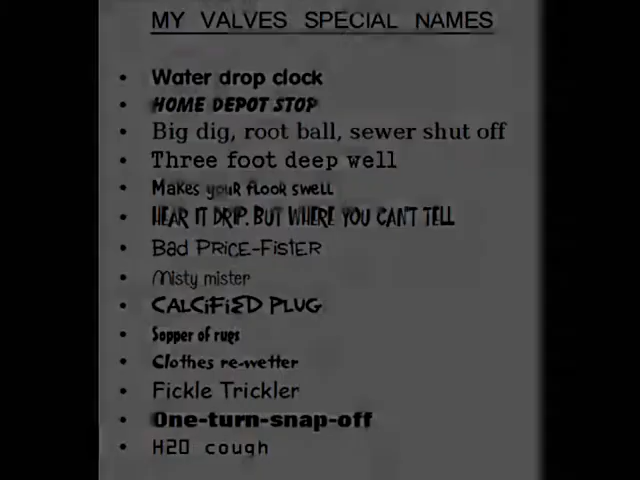 MY VALVES SPECIAL NAMES
• Water drop clock
• HOME DEPOT STOP
• Big dig, root ball, sewer shut off
• Three foot deep well
• Makes youR flooR swell
• HEAR IT DRIP. BUT WHERE YOU CAN'T TELL
• Bad PRiCE-FisTER
• Misty mister
• CALCiFiED PLUG
• Sopper of rugs
• Clothes re-wetter
• Fickle Trickler
• One-turn-snap-off
• H2O cough